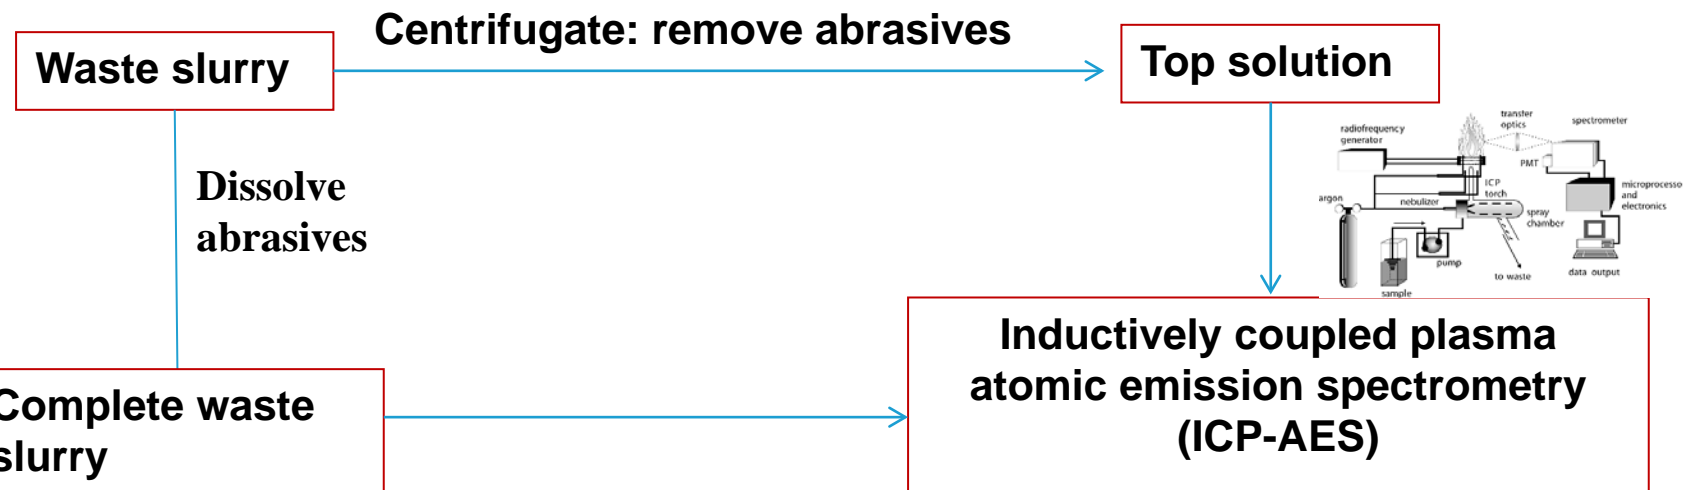 Centrifugate: remove abrasives
Waste slurry
Top solution
Dissolve
abrasives
radiofrequency
generator
transfer
optics
spectrometer
PMT
ICP
torch
microprocesso
and
electronics
argon
nebulizer
spray
chamber
pump
to waste
data output
sample
Complete waste
slurry
Inductively coupled plasma
atomic emission spectrometry
(ICP-AES)